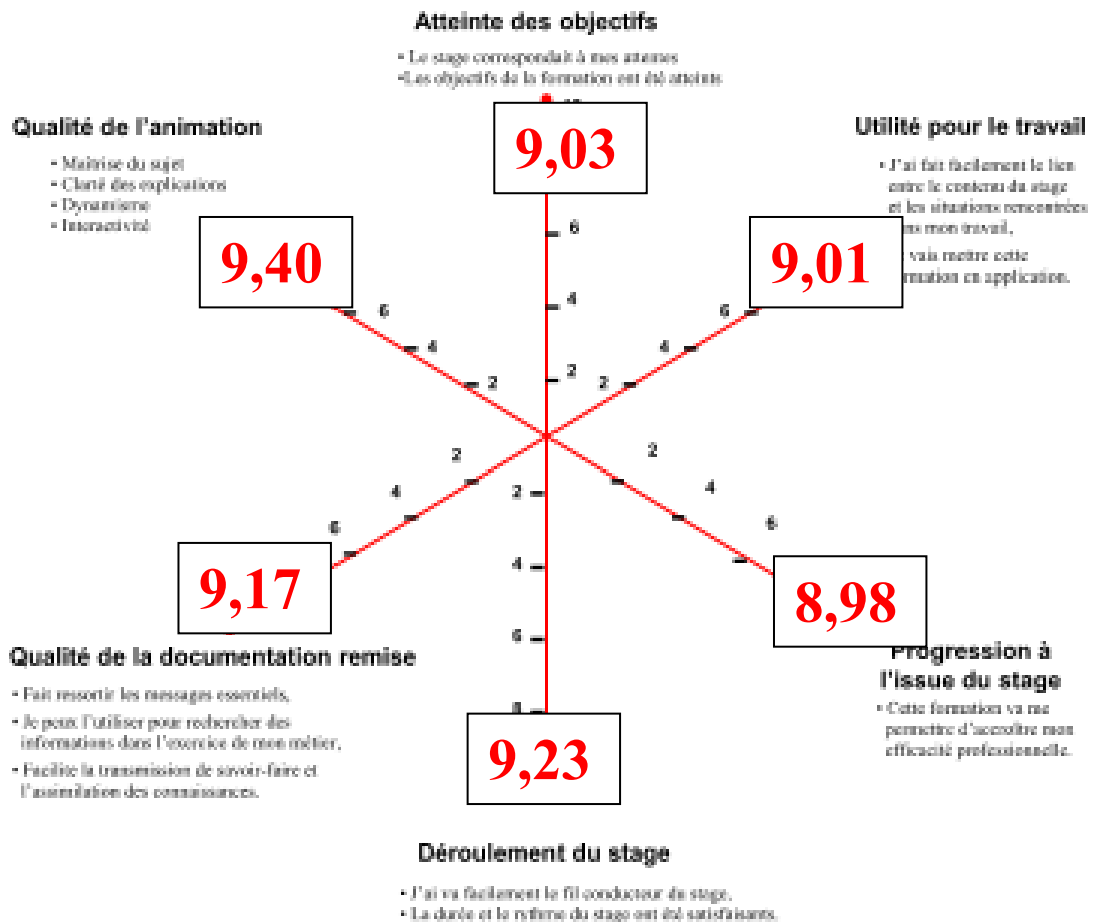 Atteinte des objectifs
• Le stage correspondait à mes attentes
•Les objectifs de la formation ont été atteints
9,03
Qualité de l'animation
• Maîtrise du sujet
• Clarté des explications
• Dynamisme
• Interactivité
9,40
Utilité pour le travail
• J'ai fait facilement le lien
entre le contenu du stage
et les situations rencontrées
mon travail.
vais mettre cette
en application.
9,01
6
4
2
6
4
2
6
4
2
2
4
6
2
4
6
2
4
6
8
9,17
8,98
9,23
Qualité de la documentation remise
• Fait ressortir les messages essentiels.
• Je peux l'utiliser pour rechercher des
informations dans l'exercice de mon métier.
• Facilite la transmission de savoir-faire et
l'assimilation des connaissances.
Progression à
l'issue du stage
• Cette formation va me
permettre d'accroître mon
efficacité professionnelle.
Déroulement du stage
• J'ai vu facilement le fil conducteur du stage.
• La durée et le rythme du stage ont été satisfaisants.